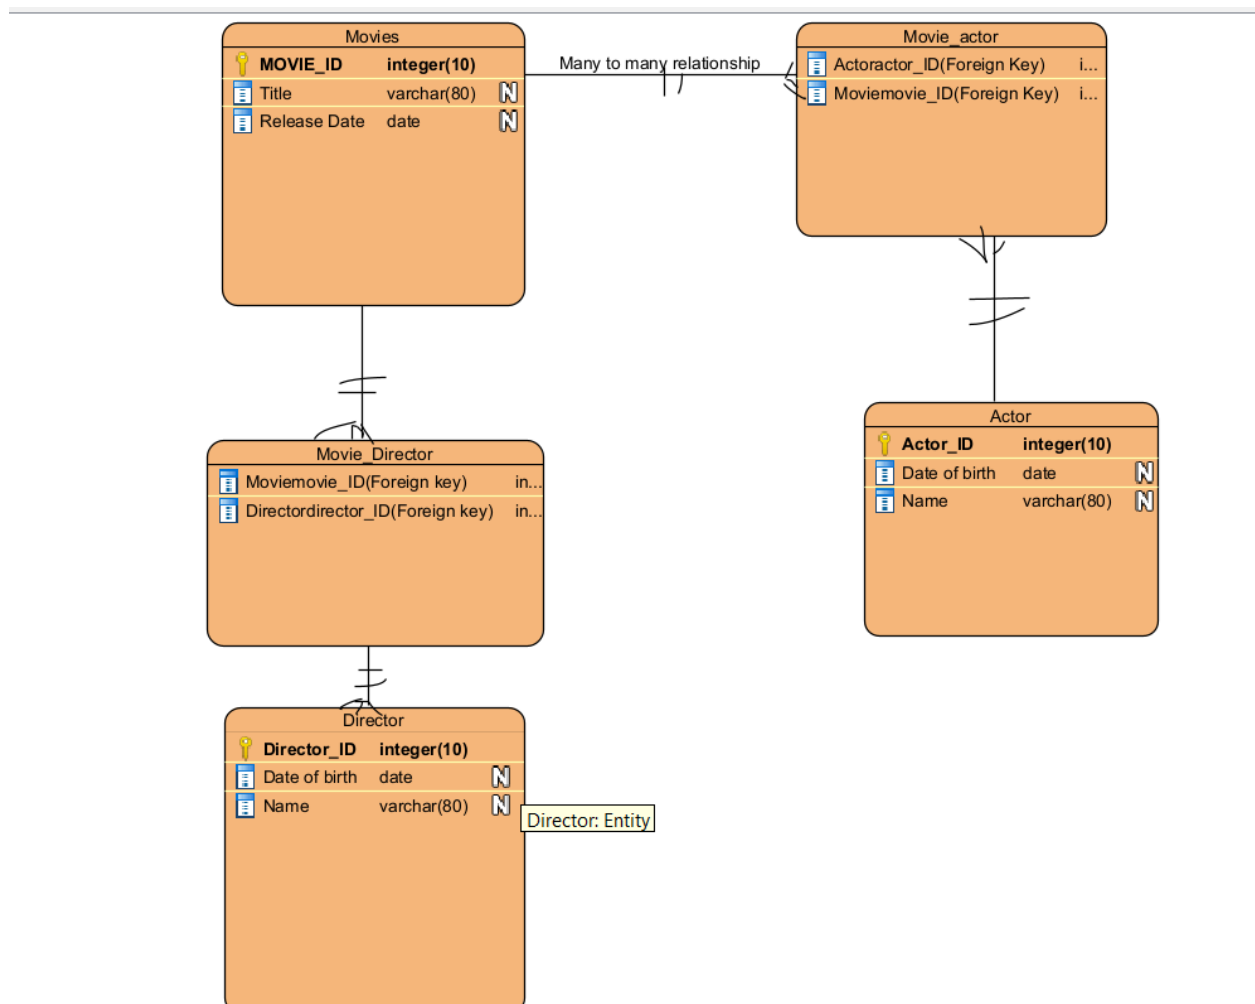 Movies
MOVIE_ID integer(10)
Title varchar(80) N
Release Date date N
Many to many relationship
Movie_actor
Actoractor_ID(Foreign Key) i...
Moviemovie_ID(Foreign Key) i...
Movie_Director
Moviemovie_ID(Foreign key) in...
Directordirector_ID(Foreign key) in...
Actor
Actor_ID integer(10)
Date of birth date N
Name varchar(80) N
Director
Director_ID integer(10)
Date of birth date N
Name varchar(80) N
Director: Entity